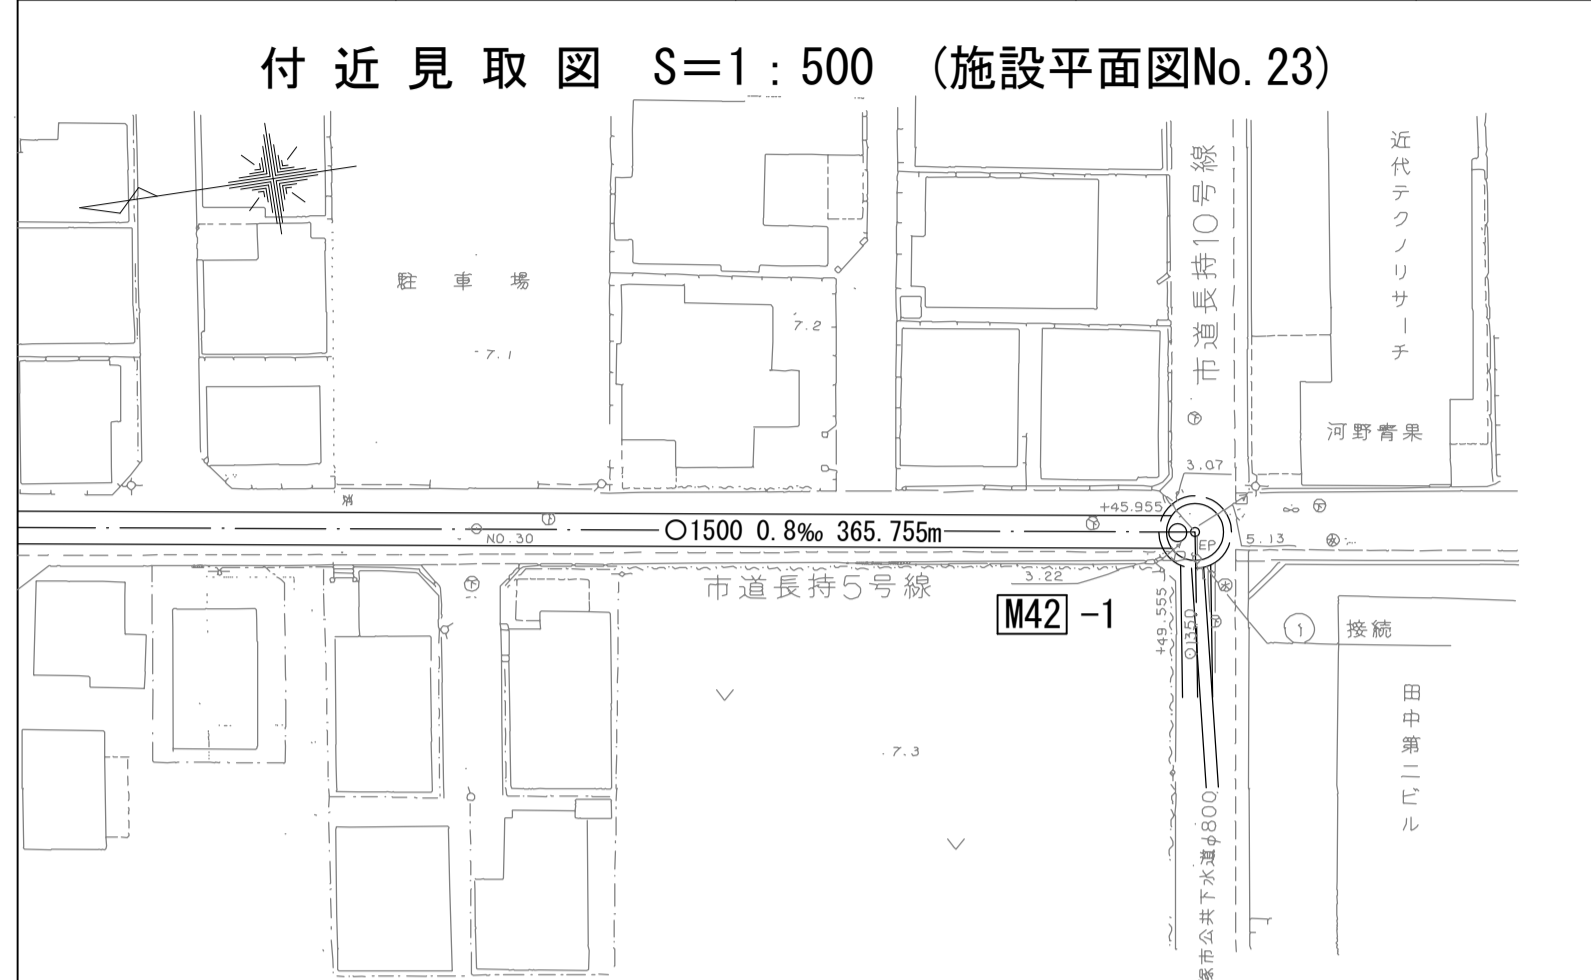 付近見取図 S=1:500 (施設平面図No.23)
近代テクノリサーチ
市道長持10号線
駐車場
7.2
7.1
河野青果
3.07
+45.955
○1500 0.8‰ 365.755m
NO.30
EP
5.13
市道長持5号線
3.22
M42 -1
+49.555
○1350
1 接続
田中第二ビル
7.3
塚市公共下水道φ800